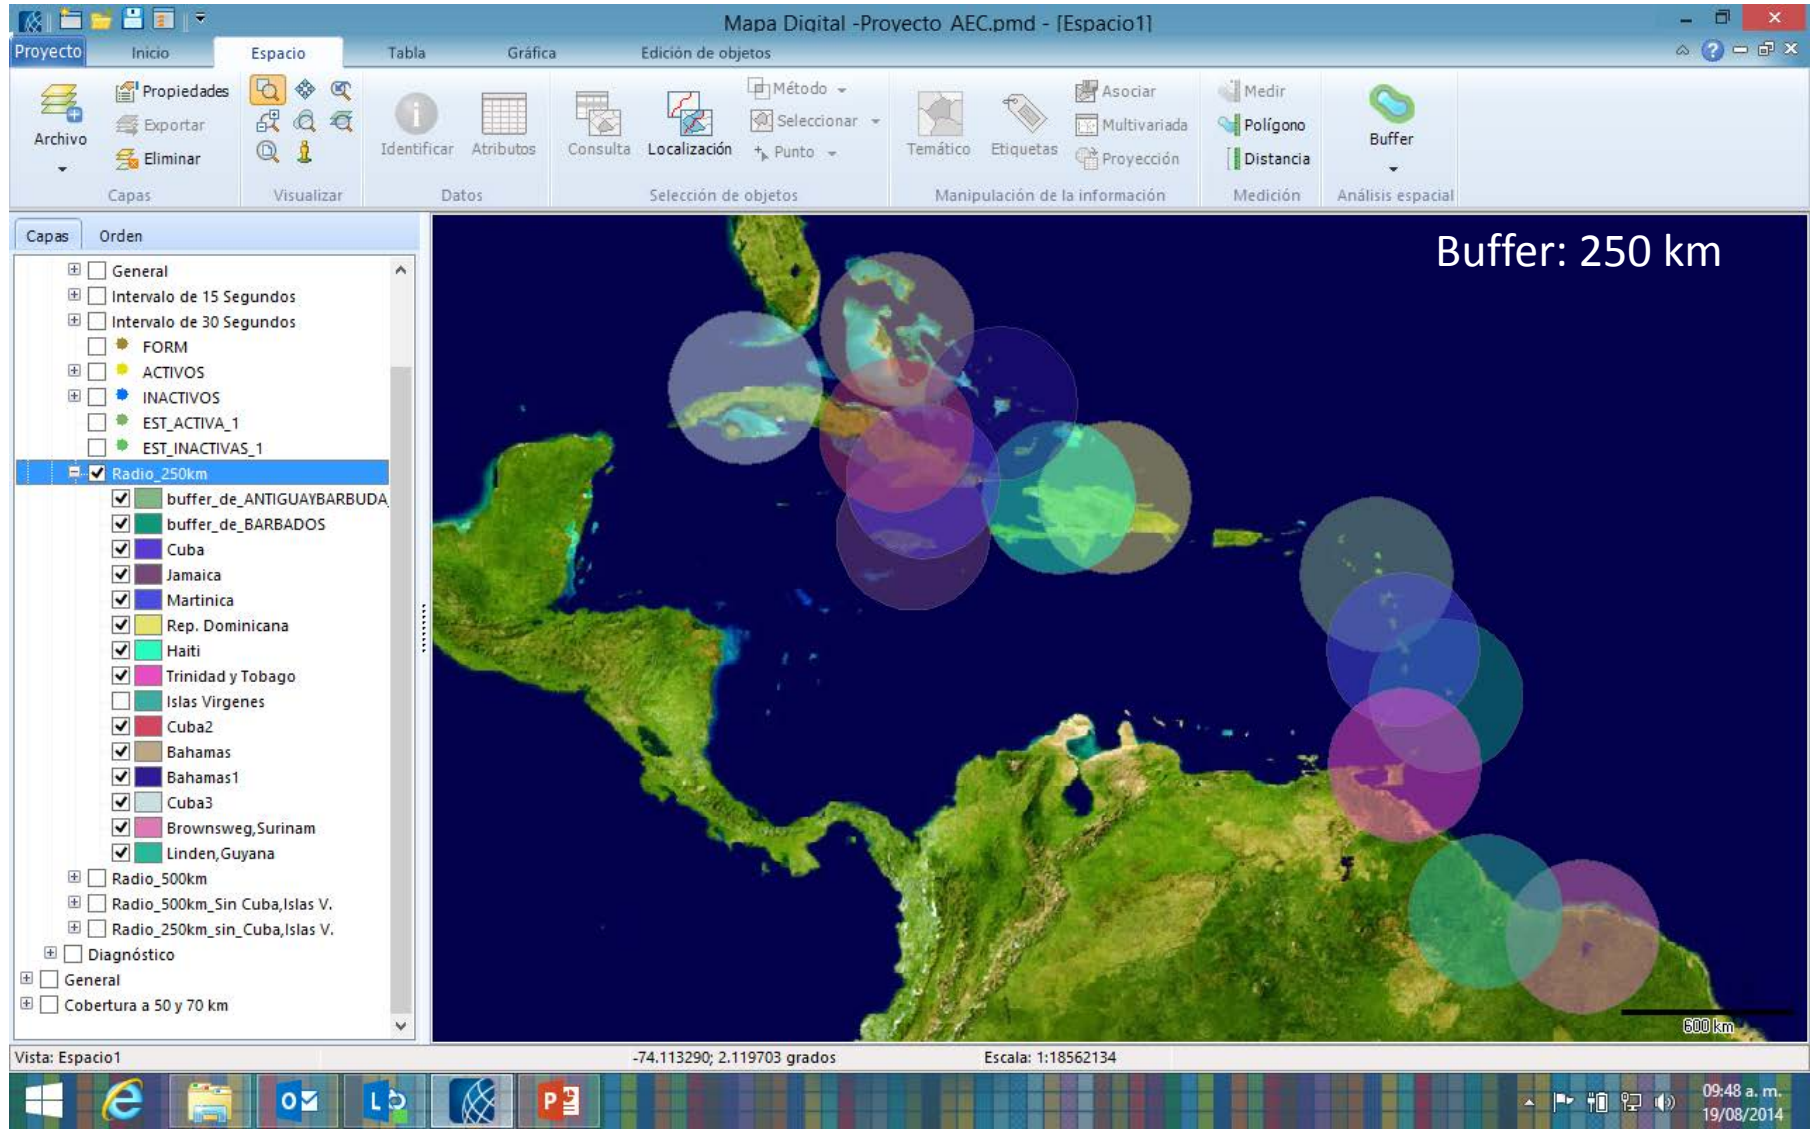 Mapa Digital -Proyecto AEC.pmd - [Espacio1]
Proyecto Inicio Espacio Tabla Gráfica Edición de objetos
Archivo
Propiedades
Exportar
Eliminar
Capas
Visualizar
Identificar Atributos
Datos
Consulta Localización
Método
Seleccionar
Punto
Selección de objetos
Temático Etiquetas
Asociar
Multivariada
Proyección
Manipulación de la información
Medir
Polígono
Distancia
Medición
Buffer
Análisis espacial
Capas Orden
General
Intervalo de 15 Segundos
Intervalo de 30 Segundos
FORM
ACTIVOS
INACTIVOS
EST_ACTIVA_1
EST_INACTIVAS_1
Radio_250km
buffer_de_ANTIGUAYBARBUDA_
buffer_de_BARBADOS
Cuba
Jamaica
Martinica
Rep. Dominicana
Haiti
Trinidad y Tobago
Islas Virgenes
Cuba2
Bahamas
Bahamas1
Cuba3
Brownsweg,Surinam
Linden,Guyana
Radio_500km
Radio_500km_Sin Cuba,Islas V.
Radio_250km_sin_Cuba,Islas V.
Diagnóstico
General
Cobertura a 50 y 70 km
Buffer: 250 km
600 km
Vista: Espacio1 -74.113290; 2.119703 grados Escala: 1:18562134
09:48 a. m.
19/08/2014